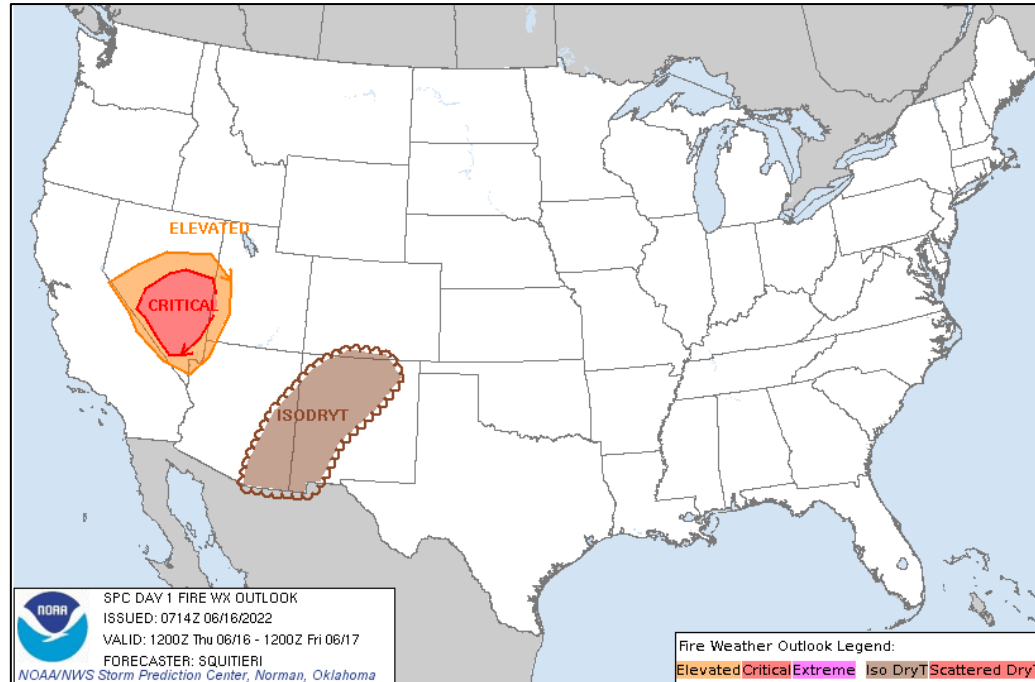 ELEVATED
CRITICAL
ISODRYT
NOAA
SPC DAY 1 FIRE WX OUTLOOK
ISSUED: 0714Z 06/16/2022
VALID: 1200Z Thu 06/16 - 1200Z Fri 06/17
FORECASTER: SQUITIERI
NOAA/NWS Storm Prediction Center, Norman, Oklahoma
Fire Weather Outlook Legend:
Elevated Critical Extreme Iso DryT Scattered DryT